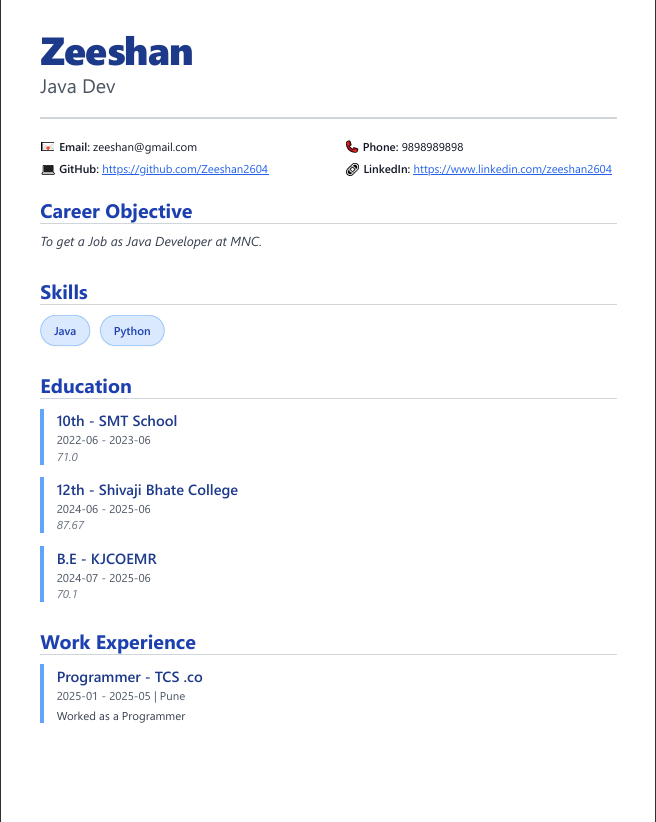 Zeeshan
Java Dev
Email: zeeshan@gmail.com
Phone: 9898989898
GitHub: https://github.com/Zeeshan2604
LinkedIn: https://www.linkedin.com/zeeshan2604
Career Objective
To get a Job as Java Developer at MNC.
Skills
Java
Python
Education
10th - SMT School
2022-06 - 2023-06
71.0
12th - Shivaji Bhate College
2024-06 - 2025-06
87.67
B.E - KJCOEMR
2024-07 - 2025-06
70.1
Work Experience
Programmer - TCS .co
2025-01 - 2025-05 | Pune
Worked as a Programmer